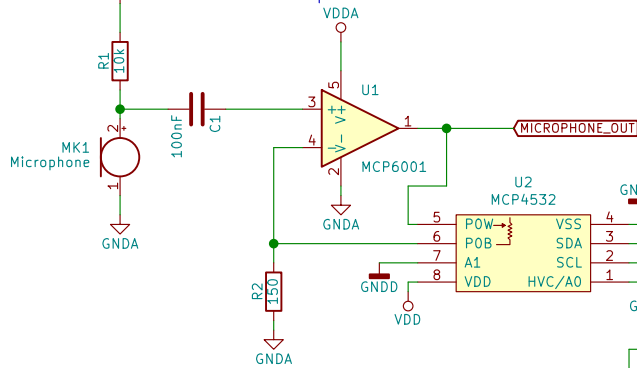 VDDA
R1
10k
U1
5
3
+
V+
2
+
100nF
C1
1
MICROPHONE_OUT
MK1
Microphone
4
-
V-
MCP6001
2
1
GNDA
GNDA
U2
MCP4532
GN
5
POW
VSS
4
6
POB
SDA
3
7
A1
SCL
2
8
VDD
HVC/A0
1
R2
150
GNDD
VDD
G
GNDA